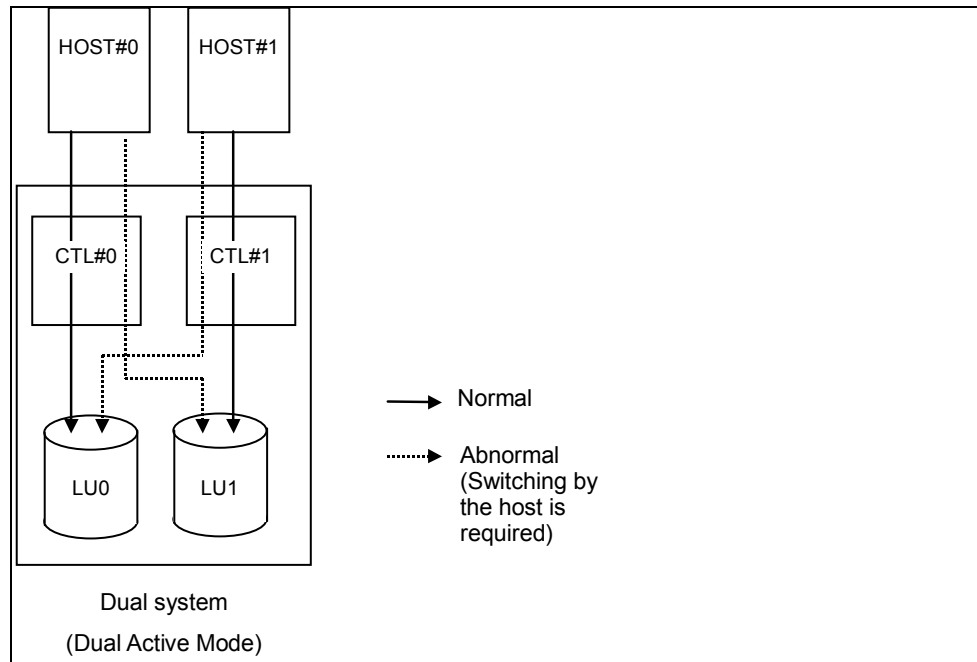 HOST#0
HOST#1
CTL#0
CTL#1
LU0
LU1
Normal
Abnormal
(Switching by
the host is
required)
Dual system
(Dual Active Mode)